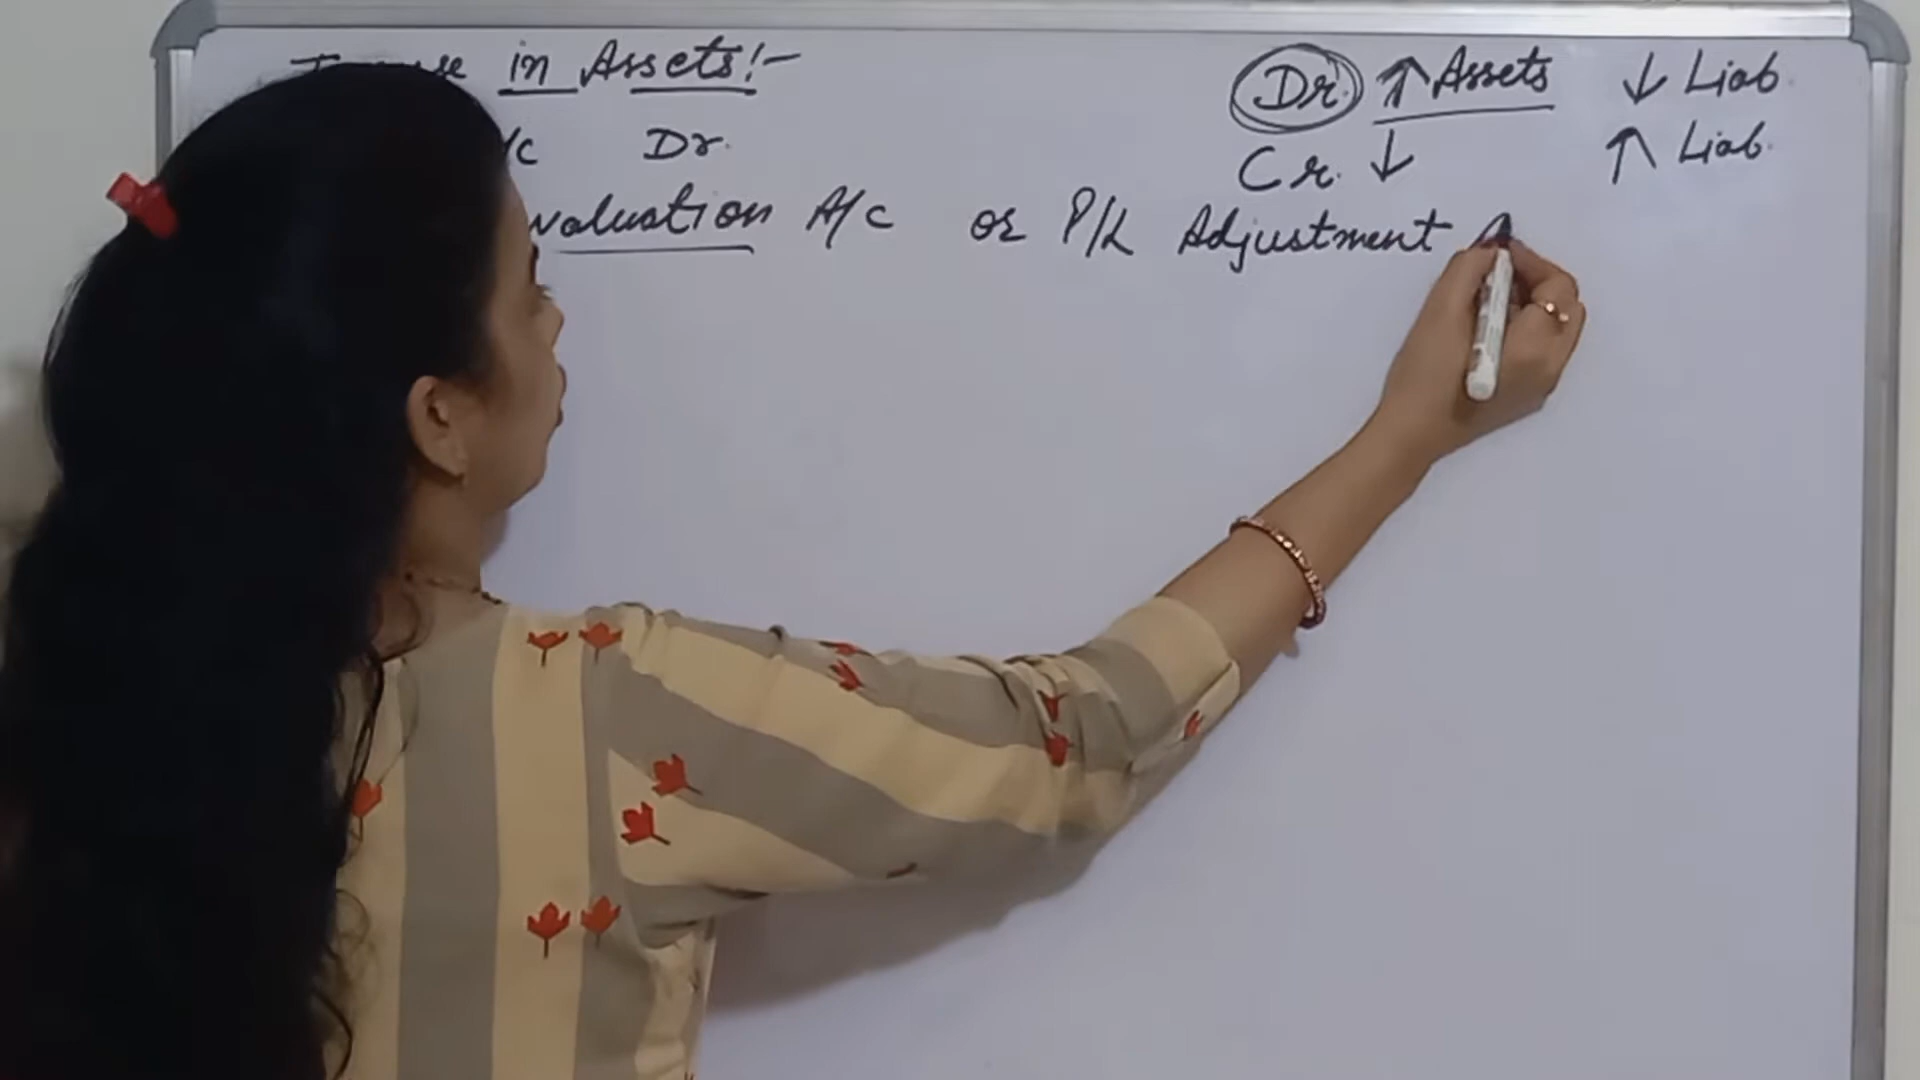 in Assets:-
Dr.
valuation A/c or P/L Adjustment
Dr. ↑ Assets ↓ Liab.
Cr. ↓ ↑ Liab.